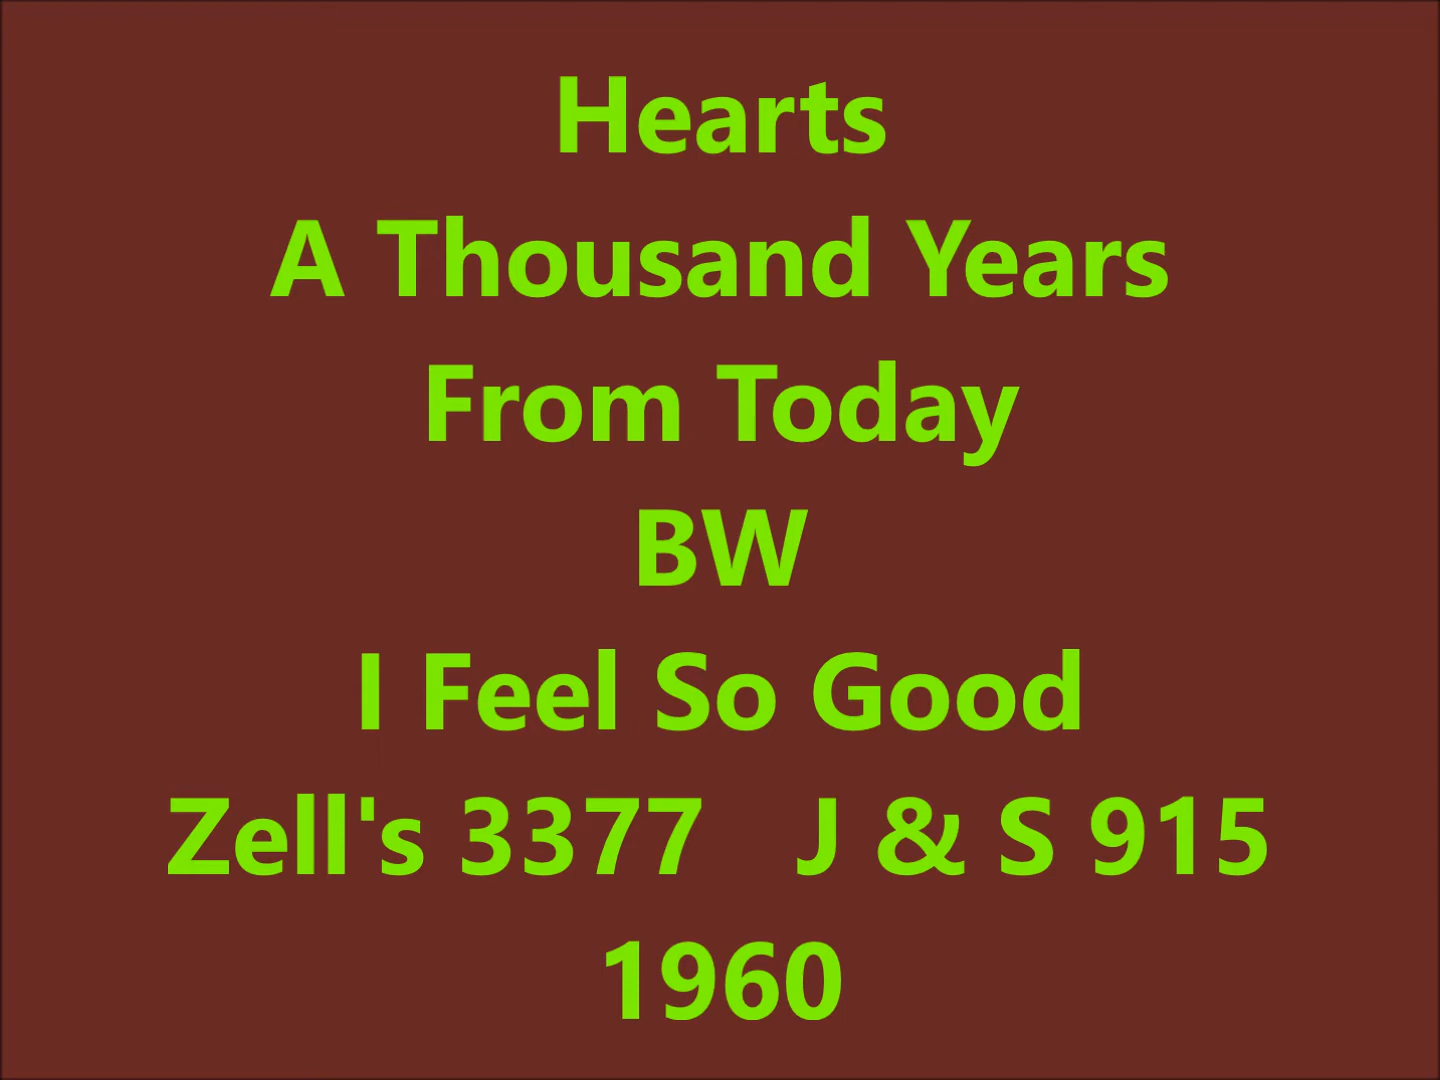 Hearts
A Thousand Years
From Today
BW
I Feel So Good
Zell's 3377   J & S 915
1960